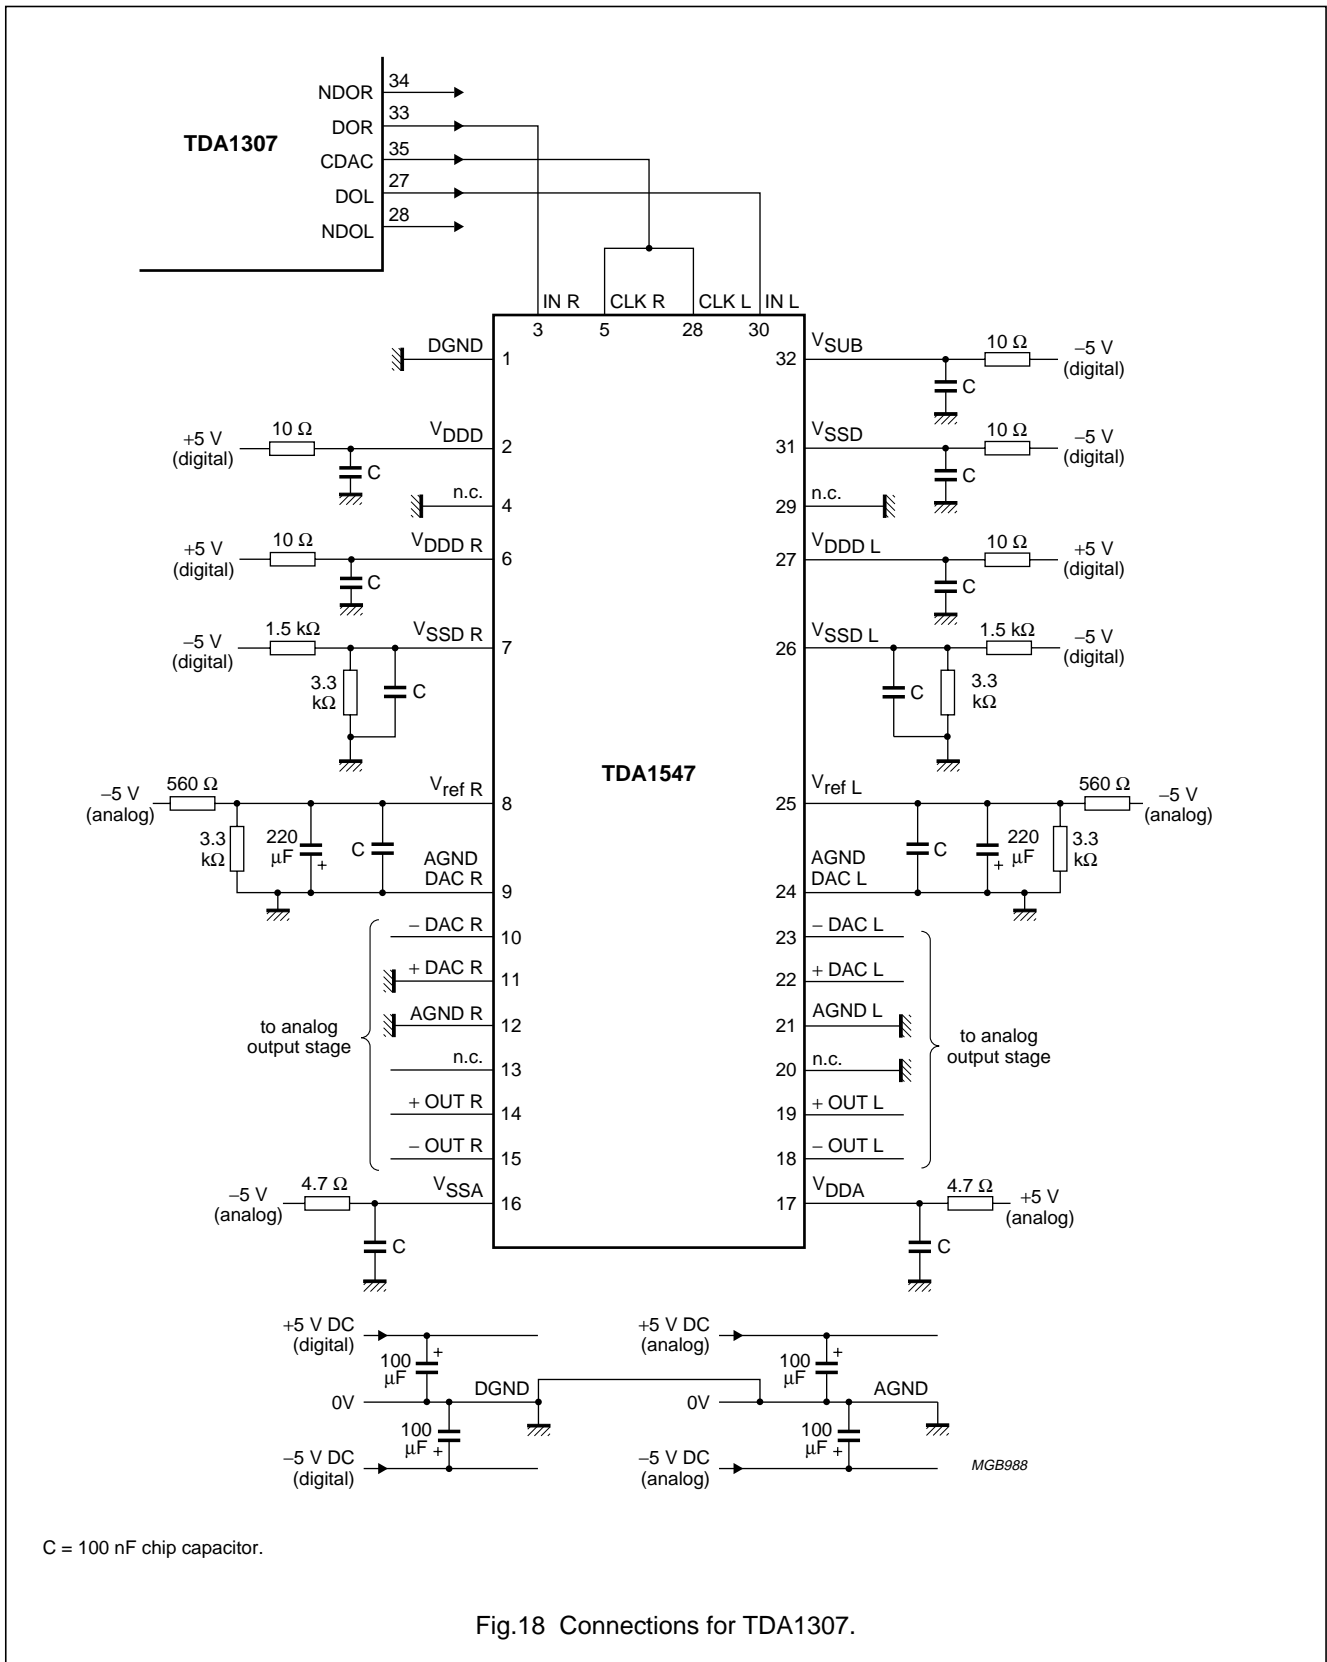 34
NDOR
33
DOR
TDA1307
35
CDAC
27
DOL
28
NDOL
IN R
CLK R
CLK L
IN L
3
5
28
30
DGND
1
32
VSUB
10 Ω
−5 V
(digital)
C
+5 V
(digital)
10 Ω
VDDD
2
C
31
VSSD
10 Ω
−5 V
(digital)
C
n.c.
4
29
n.c.
+5 V
(digital)
10 Ω
VDDD R
6
C
27
VDDD L
10 Ω
+5 V
(digital)
C
−5 V
(digital)
1.5 kΩ
VSSD R
7
3.3
kΩ
C
26
VSSD L
1.5 kΩ
−5 V
(digital)
C
3.3
kΩ
TDA1547
−5 V
(analog)
560 Ω
Vref R
8
3.3
kΩ
220
μF
+
C
AGND
DAC R
9
25
Vref L
560 Ω
−5 V
(analog)
C
220
μF
+
3.3
kΩ
AGND
DAC L
24
− DAC R
10
+ DAC R
11
AGND R
12
n.c.
13
+ OUT R
14
− OUT R
15
to analog
output stage
23
− DAC L
22
+ DAC L
21
AGND L
20
n.c.
19
+ OUT L
18
− OUT L
to analog
output stage
−5 V
(analog)
4.7 Ω
VSSA
16
C
17
VDDA
4.7 Ω
+5 V
(analog)
C
+5 V DC
(digital)
100
μF
+
0V
DGND
100
μF
+
−5 V DC
(digital)
+5 V DC
(analog)
100
μF
+
0V
AGND
100
μF
+
−5 V DC
(analog)
MGB988
C = 100 nF chip capacitor.
Fig.18 Connections for TDA1307.